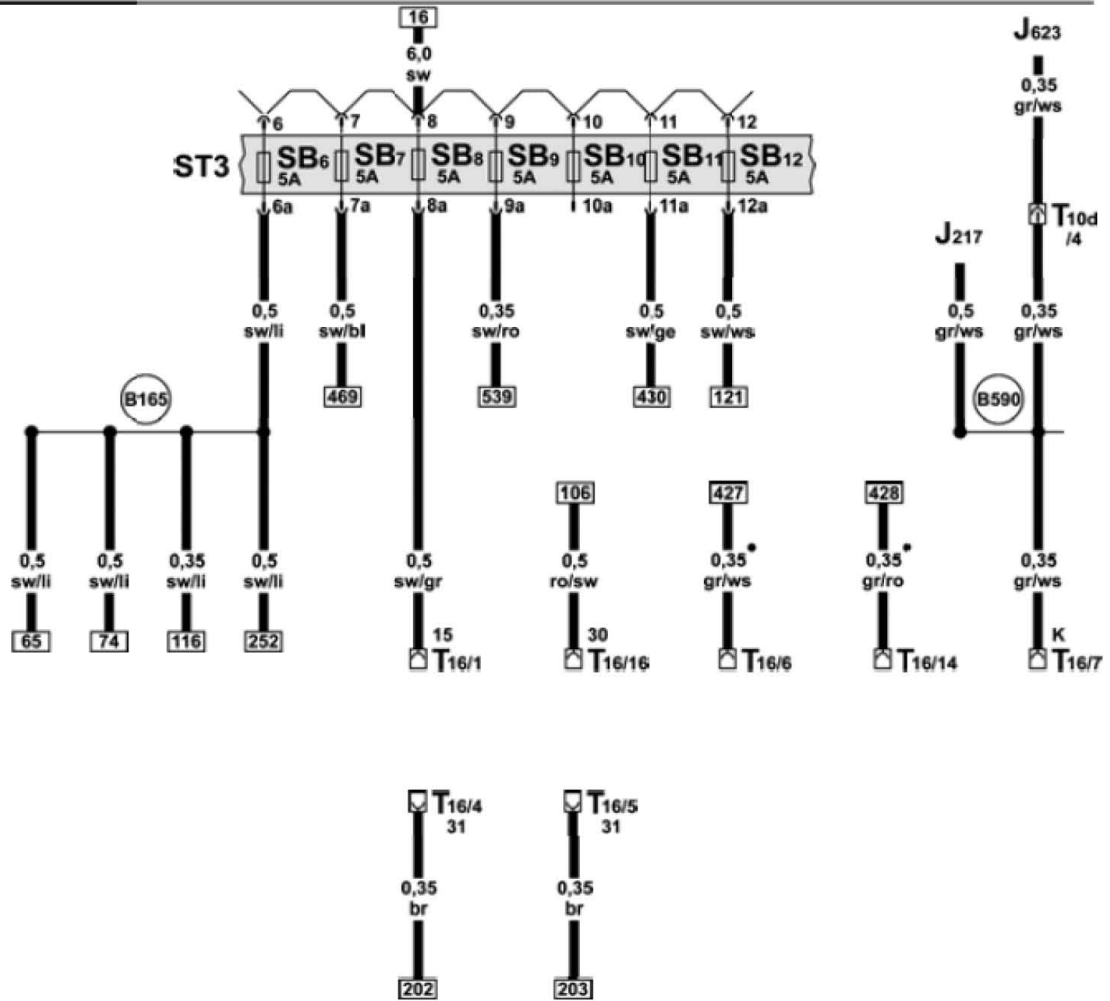 16
6,0
sw
J623
0,35
gr/ws
6 7 8 9 10 11 12
ST3 SB6 SB7 SB8 SB9 SB10 SB11 SB12
5A 5A 5A 5A 5A 5A 5A
6a 7a 8a 9a 10a 11a 12a
T10d
/4
J217
0,5 0,5 0,35 0,5 0,5 0,5 0,35
sw/li sw/bl sw/ro sw/ge sw/ws gr/ws gr/ws
B165 469 539 430 121 B590
106 427 428
0,5 0,5 0,35 0,5 0,5 0,5 0,35 0,35 0,35
sw/li sw/li sw/li sw/li sw/gr ro/sw gr/ws gr/ro gr/ws
65 74 116 252
15 30 K
T16/1 T16/16 T16/6 T16/14 T16/7
T16/4 T16/5
31 31
0,35 0,35
br br
202 203